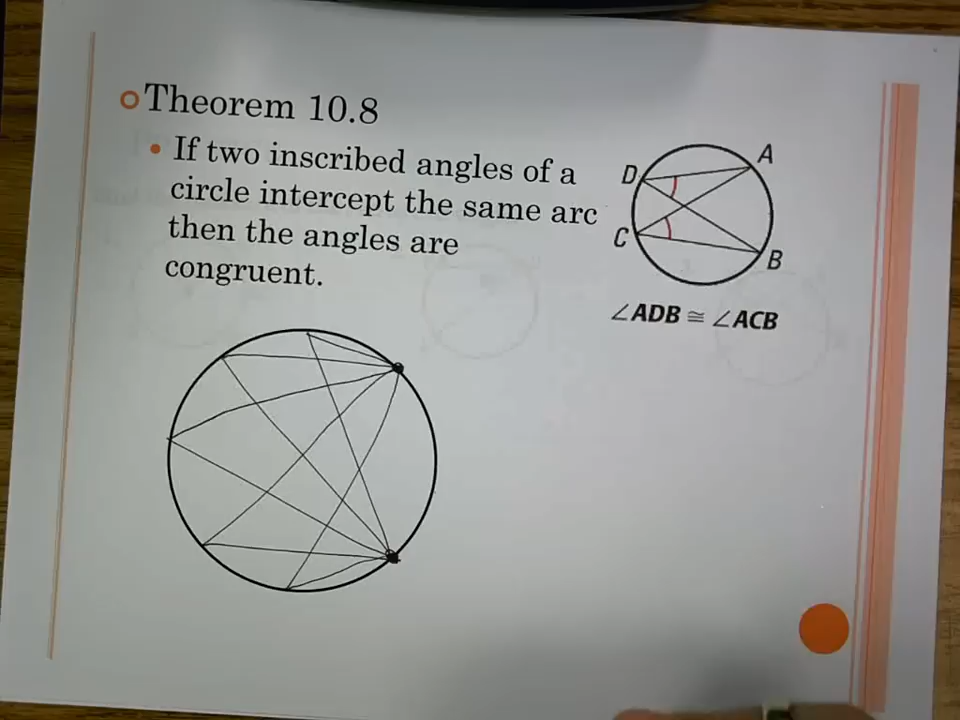 Theorem 10.8
If two inscribed angles of a
circle intercept the same arc
then the angles are
congruent.
A
D
C
B
∠ADB ≅ ∠ACB